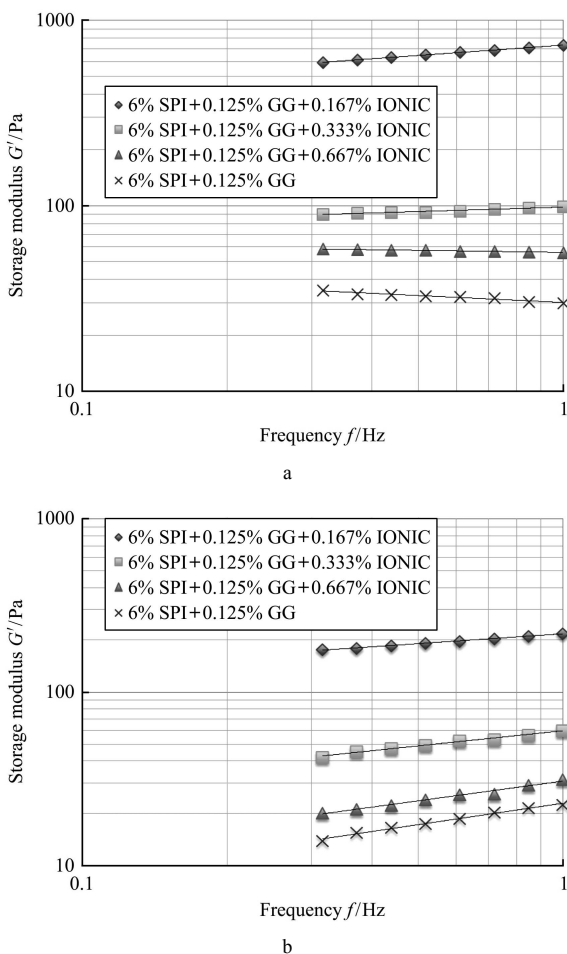 1000
6% SPI+0.125% GG+0.167% IONIC
6% SPI+0.125% GG+0.333% IONIC
6% SPI+0.125% GG+0.667% IONIC
6% SPI+0.125% GG
100
10
0.1
1
Storage modulus G′/Pa
Frequency f/Hz
a
1000
6% SPI+0.125% GG+0.167% IONIC
6% SPI+0.125% GG+0.333% IONIC
6% SPI+0.125% GG+0.667% IONIC
6% SPI+0.125% GG
100
10
0.1
1
Storage modulus G′/Pa
Frequency f/Hz
b